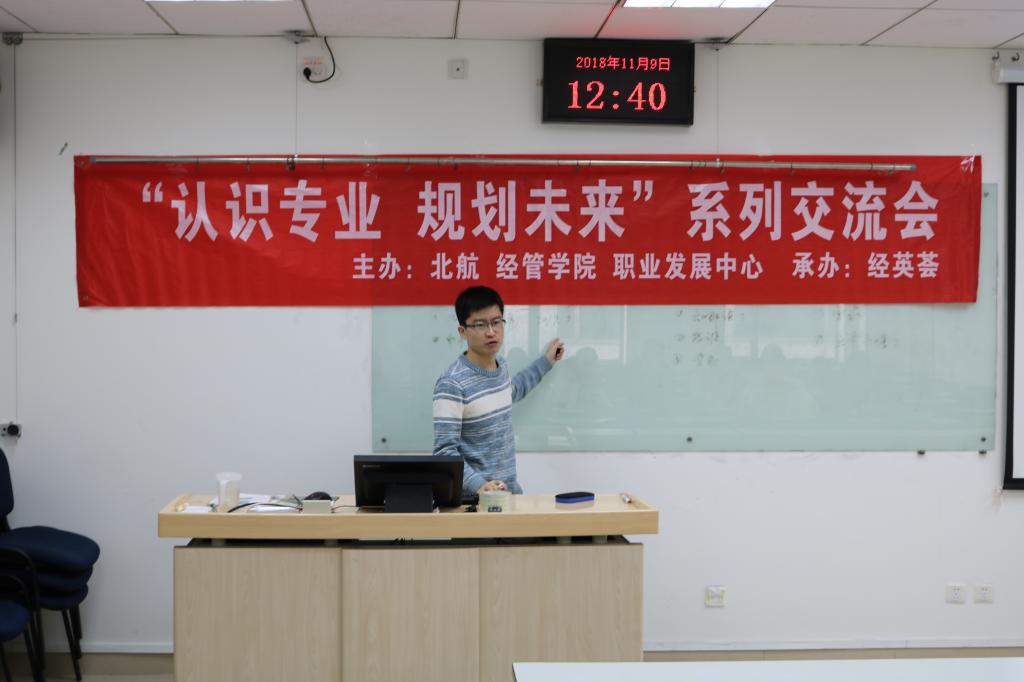 2018年11月9日
12:40
“认识专业 规划未来”系列交流会
主办：北航 经管学院 职业发展中心 承办：经英荟